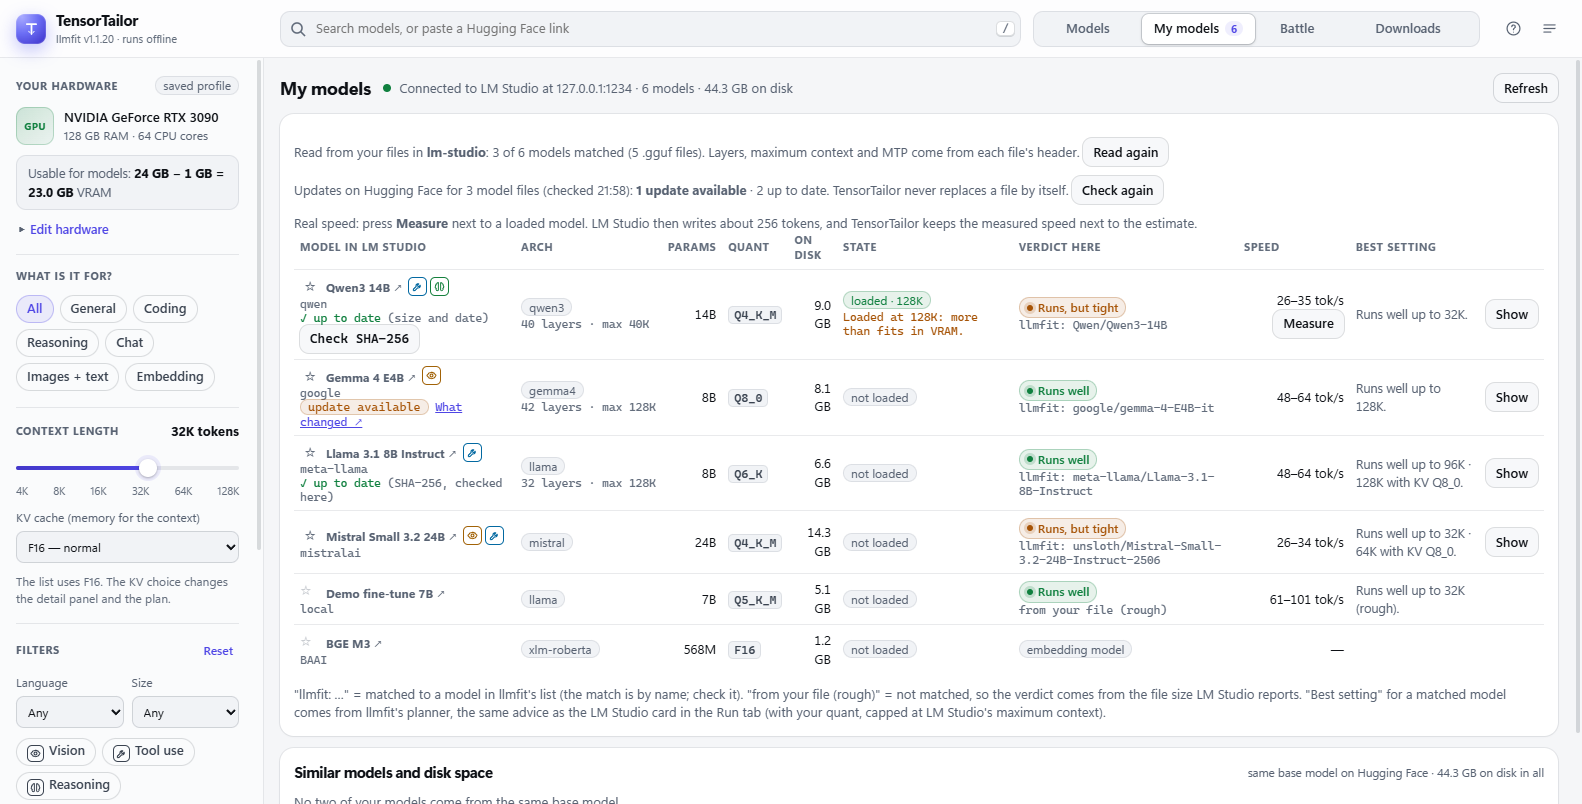 TensorTailor
llmfit v1.1.20 · runs offline
Search models, or paste a Hugging Face link
/
Models
My models 6
Battle
Downloads
YOUR HARDWARE
saved profile
GPU
NVIDIA GeForce RTX 3090
128 GB RAM · 64 CPU cores
Usable for models: 24 GB − 1 GB =
23.0 GB VRAM
▸ Edit hardware
WHAT IS IT FOR?
All
General
Coding
Reasoning
Chat
Images + text
Embedding
CONTEXT LENGTH
32K tokens
4K 8K 16K 32K 64K 128K
KV cache (memory for the context)
F16 — normal
The list uses F16. The KV choice changes
the detail panel and the plan.
FILTERS
Reset
Language
Size
Any
Any
Vision
Tool use
Reasoning
My models
Connected to LM Studio at 127.0.0.1:1234 · 6 models · 44.3 GB on disk
Refresh
Read from your files in lm-studio: 3 of 6 models matched (5 .gguf files). Layers, maximum context and MTP come from each file's header. Read again
Updates on Hugging Face for 3 model files (checked 21:58): 1 update available · 2 up to date. TensorTailor never replaces a file by itself. Check again
Real speed: press Measure next to a loaded model. LM Studio then writes about 256 tokens, and TensorTailor keeps the measured speed next to the estimate.
MODEL IN LM STUDIO
ARCH
PARAMS
QUANT
ON
DISK
STATE
VERDICT HERE
SPEED
BEST SETTING
☆ Qwen3 14B ↗
qwen
✓ up to date (size and date)
Check SHA-256
qwen3
40 layers · max 40K
14B
Q4_K_M
9.0
GB
loaded · 128K
Loaded at 128K: more
than fits in VRAM.
Runs, but tight
llmfit: Qwen/Qwen3-14B
26–35 tok/s
Measure
Runs well up to 32K.
Show
☆ Gemma 4 E4B ↗
google
update available What
changed ↗
gemma4
42 layers · max 128K
8B
Q8_0
8.1
GB
not loaded
Runs well
llmfit: google/gemma-4-E4B-it
48–64 tok/s
Runs well up to
128K.
Show
☆ Llama 3.1 8B Instruct ↗
meta-llama
✓ up to date (SHA-256, checked
here)
llama
32 layers · max 128K
8B
Q6_K
6.6
GB
not loaded
Runs well
llmfit: meta-llama/Llama-3.1-
8B-Instruct
48–64 tok/s
Runs well up to 96K ·
128K with KV Q8_0.
Show
☆ Mistral Small 3.2 24B ↗
mistralai
mistral
24B
Q4_K_M
14.3
GB
not loaded
Runs, but tight
llmfit: unsloth/Mistral-Small-
3.2-24B-Instruct-2506
26–34 tok/s
Runs well up to 32K ·
64K with KV Q8_0.
Show
☆ Demo fine-tune 7B ↗
local
llama
7B
Q5_K_M
5.1
GB
not loaded
Runs well
from your file (rough)
61–101 tok/s
Runs well up to 32K
(rough).
☆ BGE M3 ↗
BAAI
xlm-roberta
568M
F16
1.2
GB
not loaded
embedding model
—
"llmfit: ..." = matched to a model in llmfit's list (the match is by name; check it). "from your file (rough)" = not matched, so the verdict comes from the file size LM Studio reports. "Best setting" for a matched model
comes from llmfit's planner, the same advice as the LM Studio card in the Run tab (with your quant, capped at LM Studio's maximum context).
Similar models and disk space
same base model on Hugging Face · 44.3 GB on disk in all
No two of your models come from the same base model